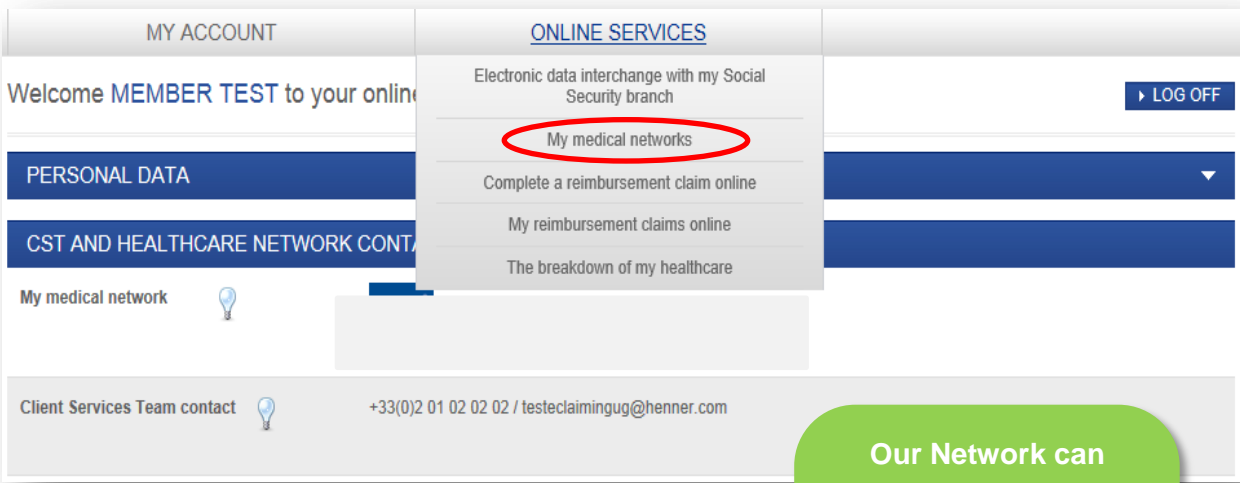 MY ACCOUNT
ONLINE SERVICES
Electronic data interchange with my Social
Security branch
My medical networks
Complete a reimbursement claim online
My reimbursement claims online
The breakdown of my healthcare
Welcome MEMBER TEST to your online
LOG OFF
PERSONAL DATA
CST AND HEALTHCARE NETWORK CONTA
My medical network
Client Services Team contact
+33(0)2 01 02 02 02 / testeclaimingug@henner.com
Our Network can